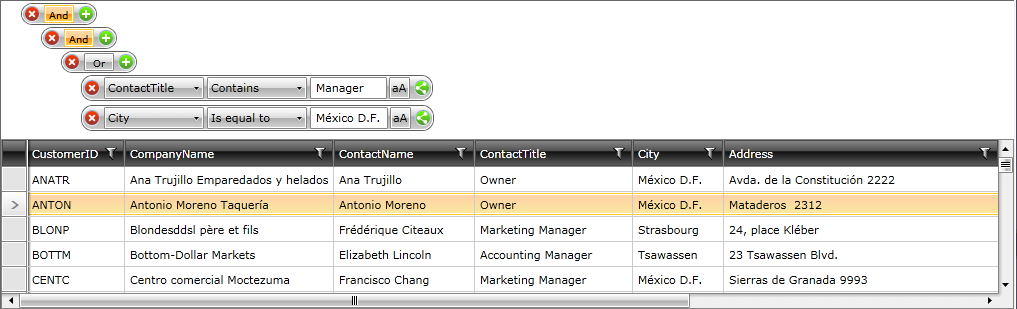 And
And
Or
ContactTitle Contains Manager aA
City Is equal to México D.F. aA
CustomerID CompanyName ContactName ContactTitle City Address
ANATR Ana Trujillo Emparedados y helados Ana Trujillo Owner México D.F. Avda. de la Constitución 2222
ANTON Antonio Moreno Taquería Antonio Moreno Owner México D.F. Mataderos 2312
BLONP Blondesddsl père et fils Frédérique Citeaux Marketing Manager Strasbourg 24, place Kléber
BOTTM Bottom-Dollar Markets Elizabeth Lincoln Accounting Manager Tsawassen 23 Tsawassen Blvd.
CENTC Centro comercial Moctezuma Francisco Chang Marketing Manager México D.F. Sierras de Granada 9993